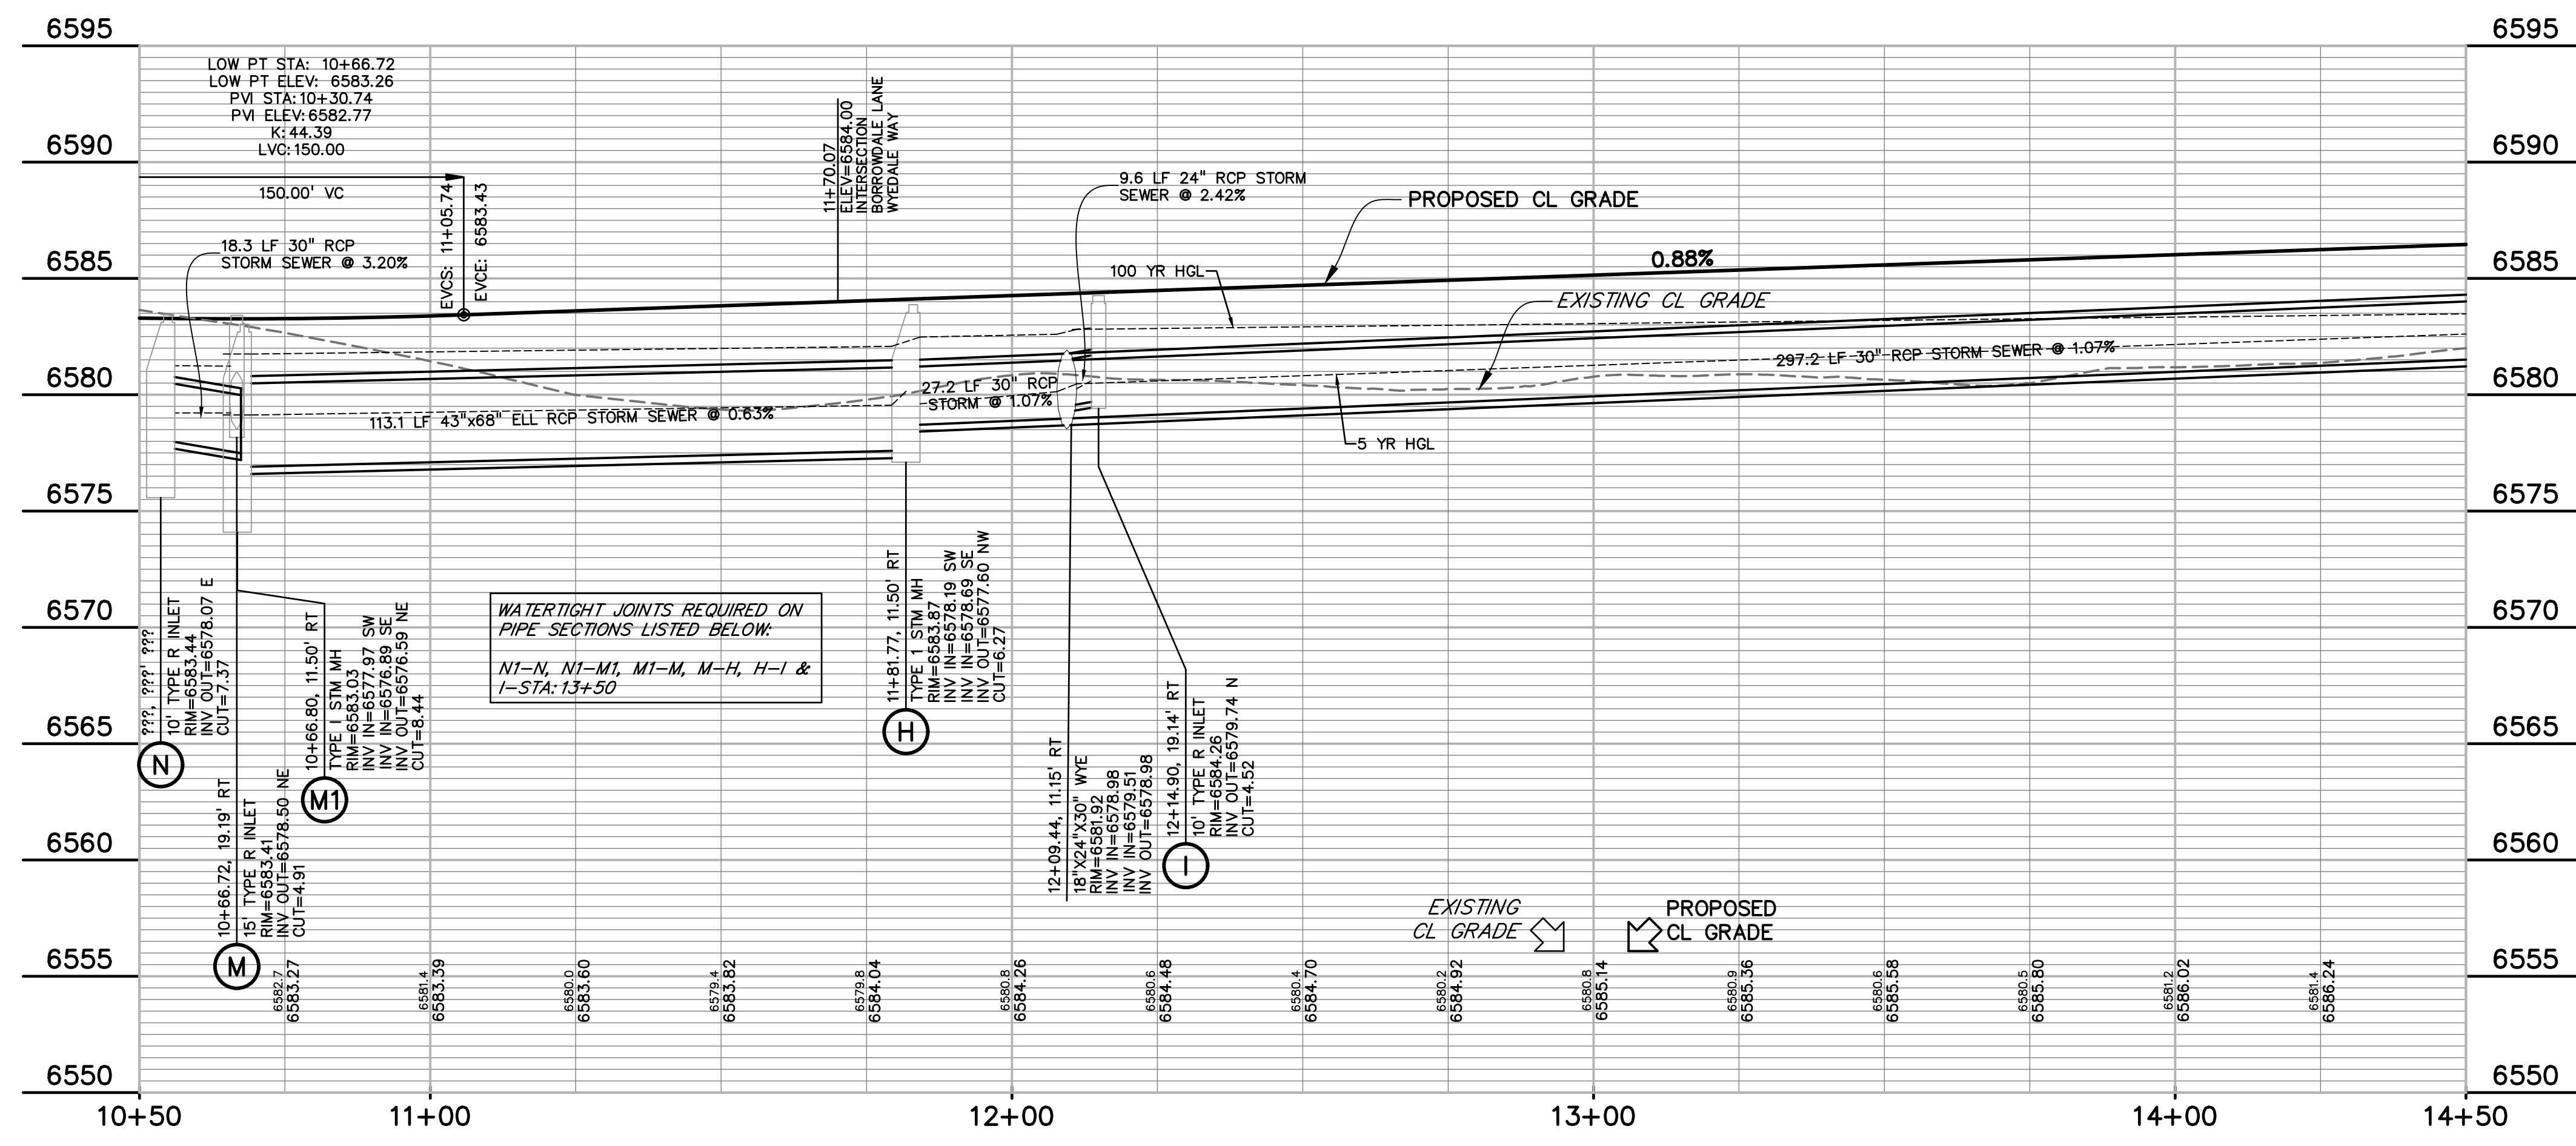 6595
6595
LOW PT STA: 10+66.72
LOW PT ELEV: 6583.26
PVI STA: 10+30.74
PVI ELEV: 6582.77
K: 44.39
LVC: 150.00
150.00' VC
EVCS: 11+05.74
EVCE: 6583.43
11+70.07
ELEV=6584.00
INTERSECTION
BORROWDALE LANE
WYEDALE WAY
6590
6590
9.6 LF 24" RCP STORM
SEWER @ 2.42%
PROPOSED CL GRADE
18.3 LF 30" RCP
STORM SEWER @ 3.20%
100 YR HGL
0.88%
6585
6585
EXISTING CL GRADE
6580
6580
113.1 LF 43"x68" ELL RCP STORM SEWER @ 0.63%
27.2 LF 30" RCP
STORM @ 1.07%
297.2 LF 30" RCP STORM SEWER @ 1.07%
5 YR HGL
6575
6575
6570
6570
???, ???' ???
10' TYPE R INLET
RIM=6583.44
INV OUT=6578.07 E
CUT=7.37
N
10+66.72, 19.19' RT
15' TYPE R INLET
RIM=6583.41
INV OUT=6578.50 NE
CUT=4.91
M
10+66.80, 11.50' RT
TYPE I STM MH
RIM=6583.03
INV IN=6577.97 SW
INV IN=6576.89 SE
INV OUT=6576.59 NE
CUT=8.44
M1
WATERTIGHT JOINTS REQUIRED ON
PIPE SECTIONS LISTED BELOW:
N1-N, N1-M1, M1-M, M-H, H-I &
I-STA: 13+50
11+81.77, 11.50' RT
TYPE 1 STM MH
RIM=6583.87
INV IN=6578.19 SW
INV IN=6578.69 SE
INV OUT=6577.60 NW
CUT=6.27
H
12+09.44, 11.15' RT
18"X24"X30" WYE
RIM=6581.92
INV IN=6578.98
INV IN=6579.51
INV OUT=6578.98
12+14.90, 19.14' RT
10' TYPE R INLET
RIM=6584.26
INV OUT=6579.74 N
CUT=4.52
I
6565
6565
6560
6560
EXISTING
CL GRADE
PROPOSED
CL GRADE
6555
6555
6582.7
6583.27
6581.4
6583.39
6580.0
6583.60
6579.4
6583.82
6579.8
6584.04
6580.8
6584.26
6580.6
6584.48
6580.4
6584.70
6580.2
6584.92
6580.8
6585.14
6580.9
6585.36
6580.6
6585.58
6580.5
6585.80
6581.2
6586.02
6581.4
6586.24
6550
6550
10+50
11+00
12+00
13+00
14+00
14+50